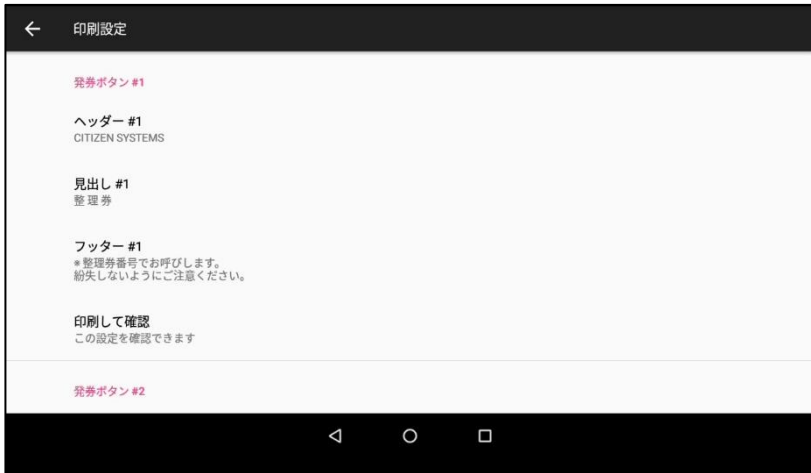 印刷設定
発券ボタン #1
ヘッダー #1
CITIZEN SYSTEMS
見出し #1
整 理 券
フッター #1
※整理券番号でお呼びします。
紛失しないようにご注意ください。
印刷して確認
この設定を確認できます
発券ボタン #2